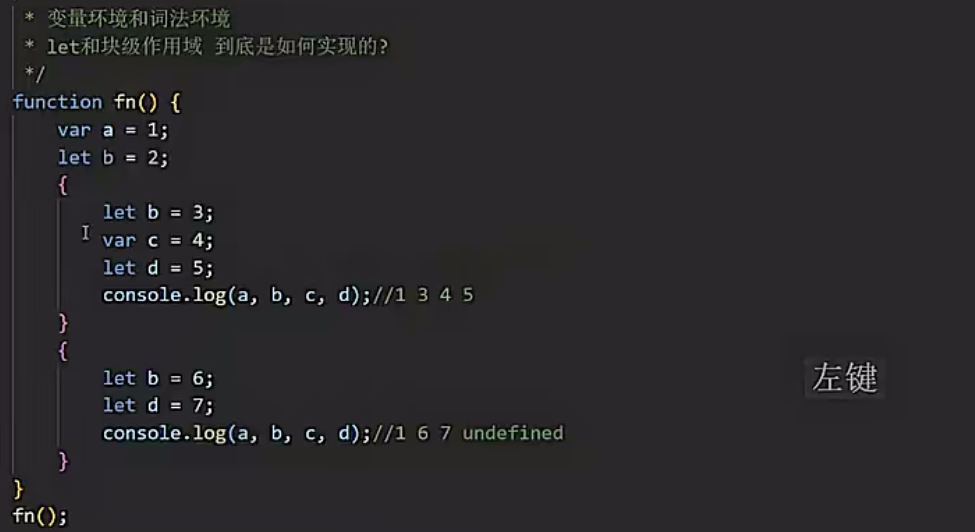 * 变量环境和词法环境
* let和块级作用域 到底是如何实现的?
*/
function fn() {
    var a = 1;
    let b = 2;
    {
        let b = 3;
        var c = 4;
        let d = 5;
        console.log(a, b, c, d);//1 3 4 5
    }
    {
        let b = 6;
        let d = 7;
        console.log(a, b, c, d);//1 6 7 undefined
    }
}
fn();
左键